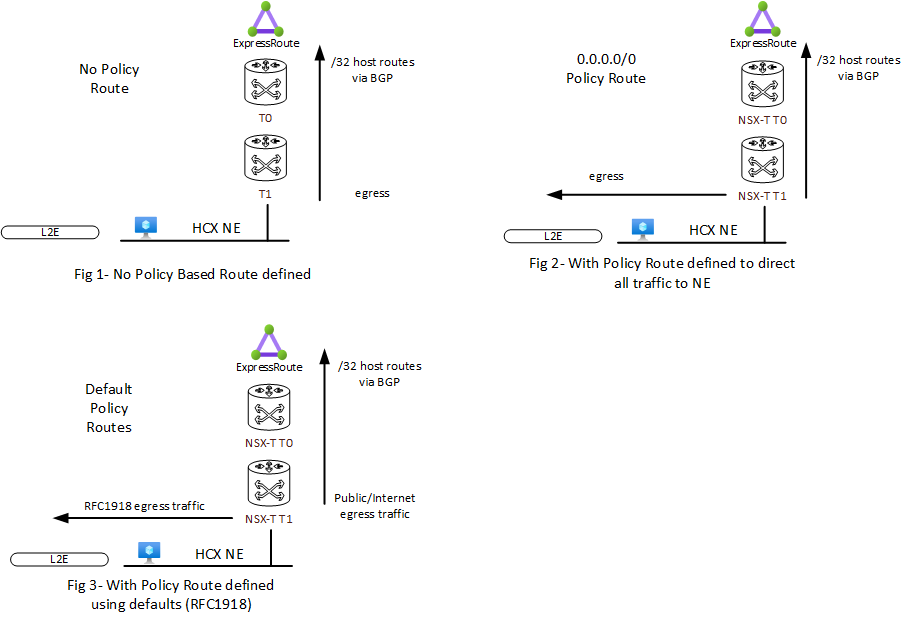 ExpressRoute
No Policy
Route
/32 host routes
via BGP
T0
T1
egress
L2E
HCX NE
Fig 1- No Policy Based Route defined
ExpressRoute
0.0.0.0/0
Policy Route
/32 host routes
via BGP
NSX-T T0
egress
NSX-T T1
L2E
HCX NE
Fig 2- With Policy Route defined to direct
all traffic to NE
ExpressRoute
Default
Policy
Routes
/32 host routes
via BGP
NSX-T T0
RFC1918 egress traffic
Public/Internet
egress traffic
NSX-T T1
L2E
HCX NE
Fig 3- With Policy Route defined
using defaults (RFC1918)